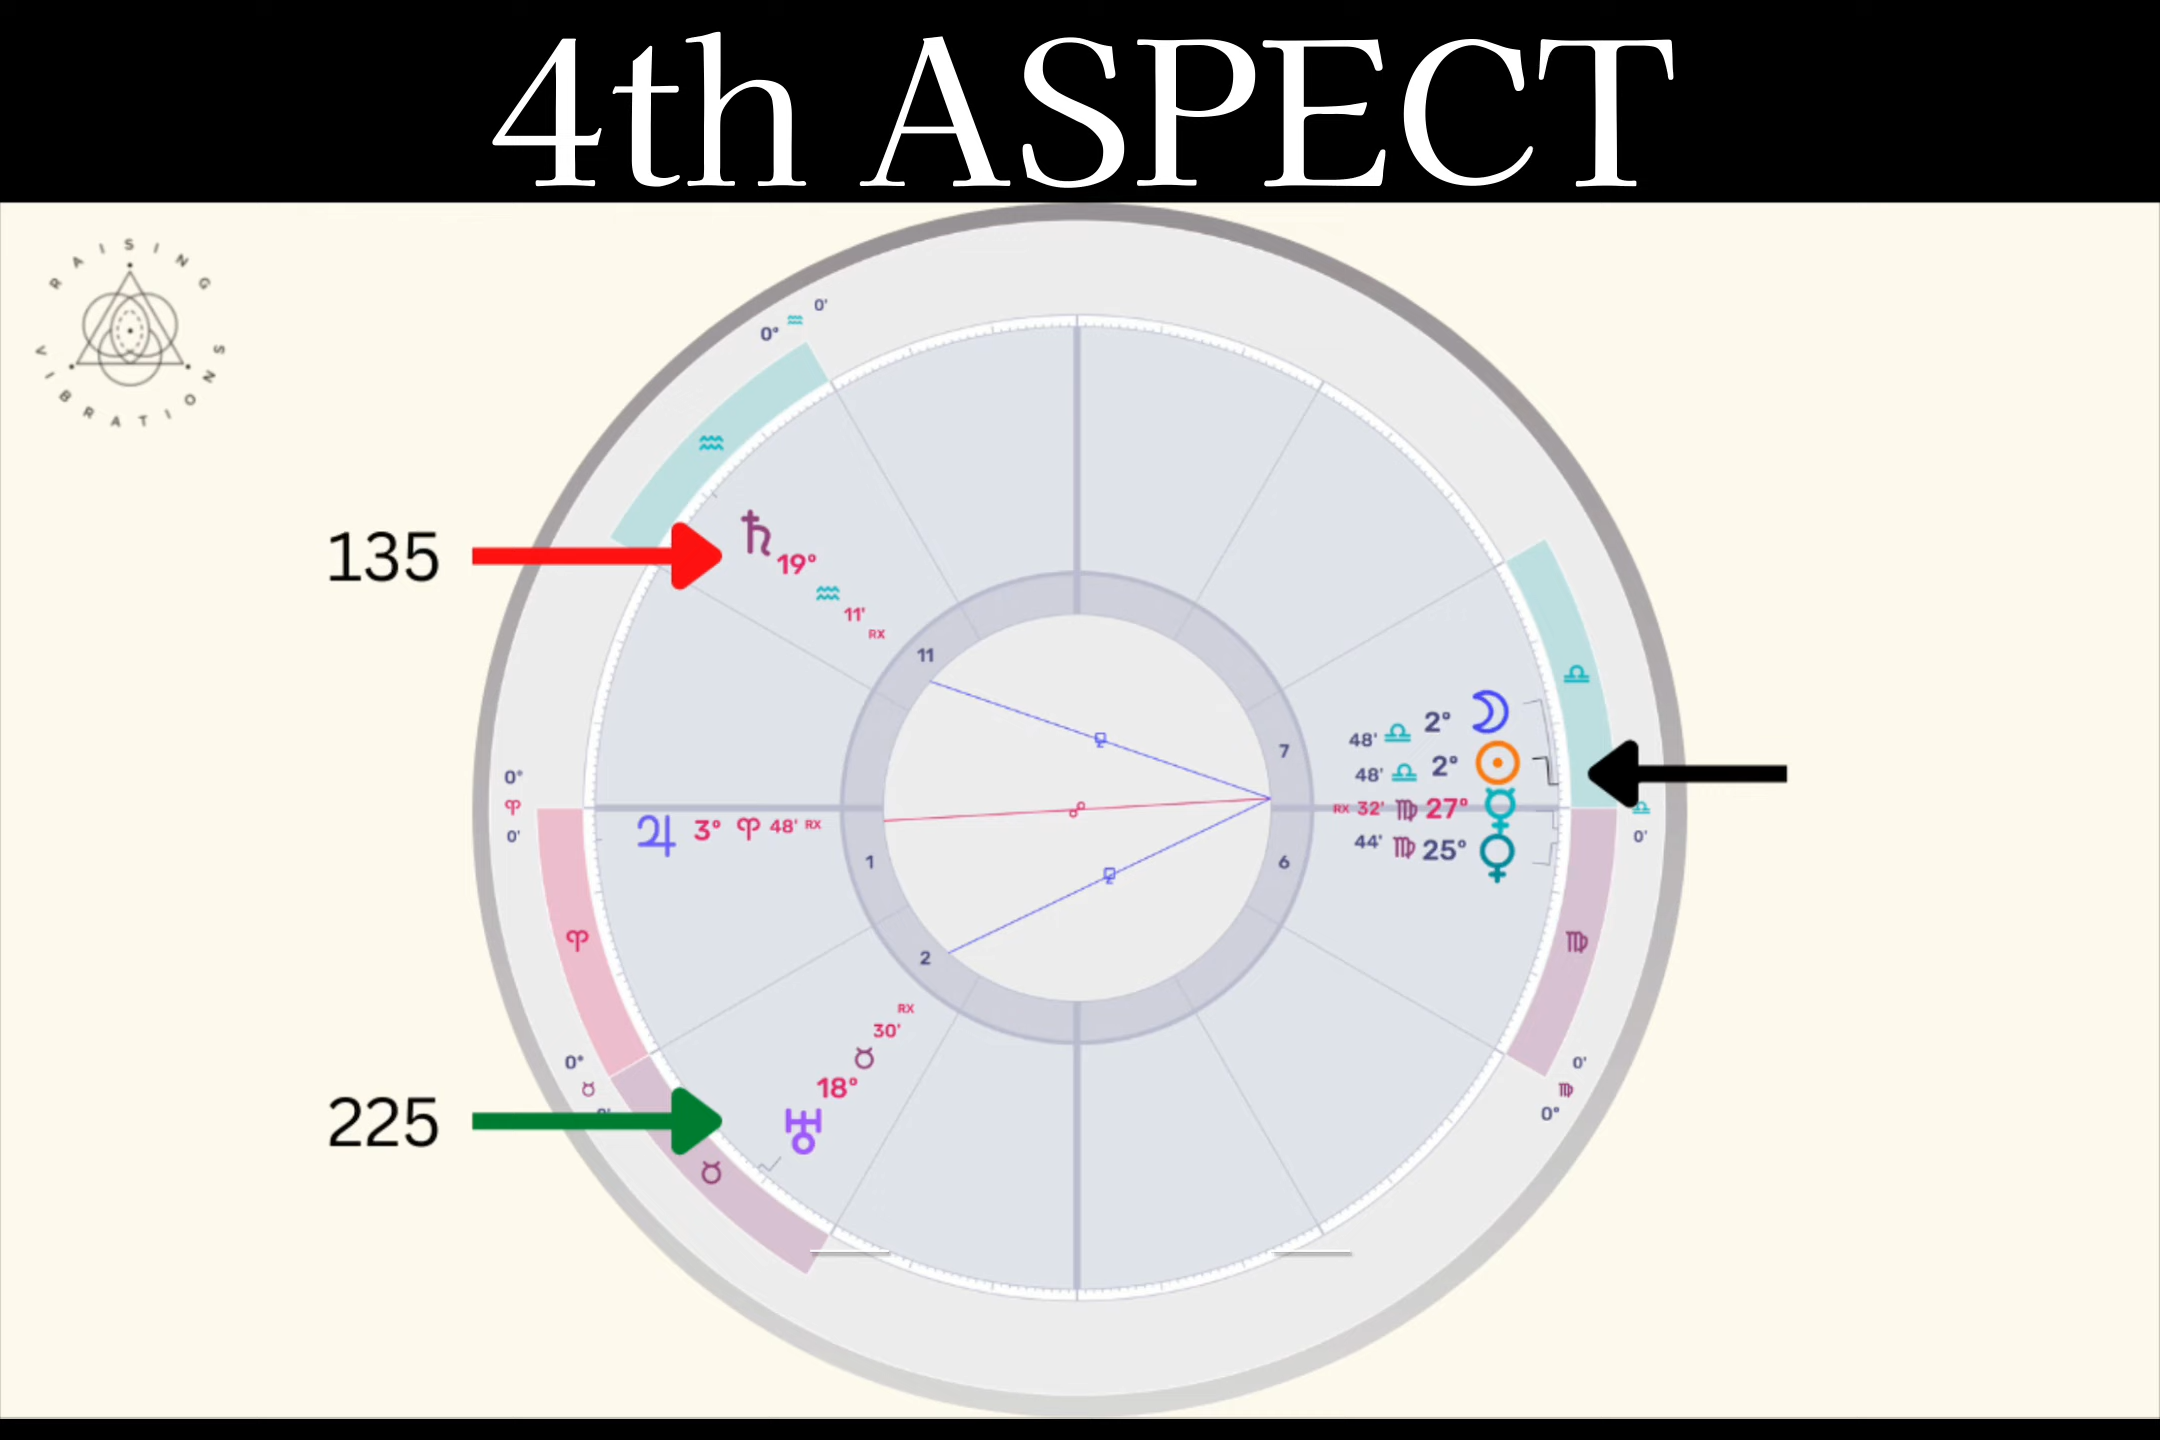 4th ASPECT
RAISING
VIBRATIONS
0° ♒ 0'
♒
135
♄ 19° ♒ 11' RX
11
♎
48' ♎ 2° ☽
7
48' ♎ 2° ☉
0° ♈ 0'
♃ 3° ♈ 48' RX
RX 32' ♍ 27° ☿
♎ 0'
44' ♍ 25° ♀
1
6
♈
♍
2
RX
30'
♉
18°
♅
0° ♉ 0'
0' ♍ 0°
225
♉